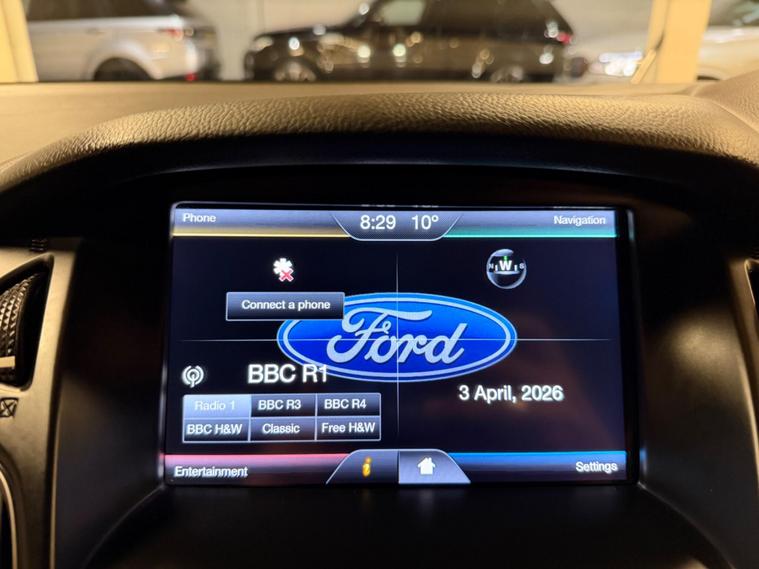 Phone
8:29 10°
Navigation
N W S
Connect a phone
Ford
BBC R1
3 April, 2026
Radio 1 BBC R3 BBC R4
BBC H&W Classic Free H&W
Entertainment
i
Settings